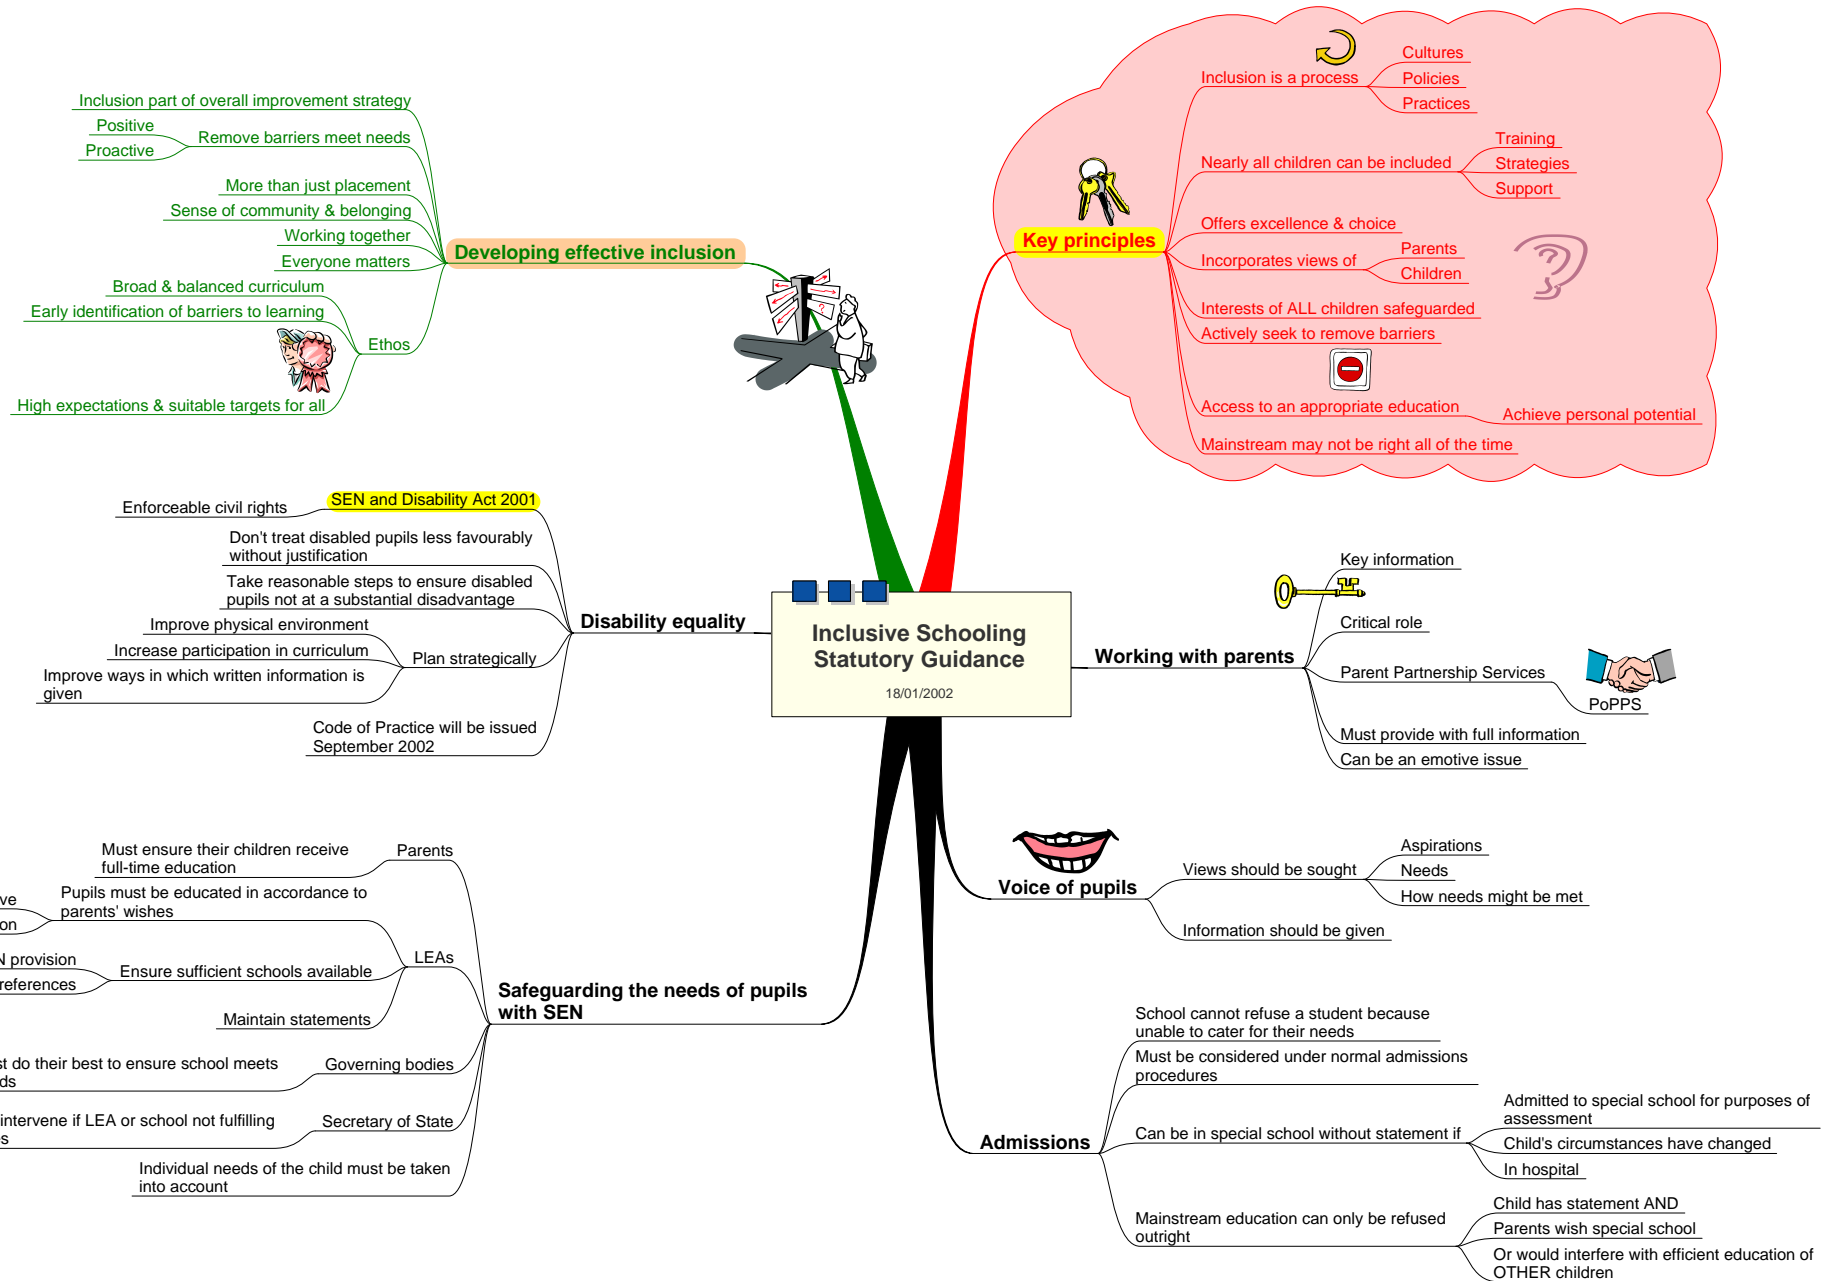 Inclusive Schooling
Statutory Guidance
18/01/2002
Key principles
Inclusion is a process
Cultures
Policies
Practices
Nearly all children can be included
Training
Strategies
Support
Offers excellence & choice
Incorporates views of
Parents
Children
Interests of ALL children safeguarded
Actively seek to remove barriers
Access to an appropriate education
Achieve personal potential
Mainstream may not be right all of the time
Working with parents
Key information
Critical role
Parent Partnership Services
PoPPS
Must provide with full information
Can be an emotive issue
Voice of pupils
Views should be sought
Aspirations
Needs
How needs might be met
Information should be given
Admissions
School cannot refuse a student because
unable to cater for their needs
Must be considered under normal admissions
procedures
Can be in special school without statement if
Admitted to special school for purposes of
assessment
Child's circumstances have changed
In hospital
Mainstream education can only be refused
outright
Child has statement AND
Parents wish special school
Or would interfere with efficient education of
OTHER children
Developing effective inclusion
Inclusion part of overall improvement strategy
Remove barriers meet needs
Positive
Proactive
More than just placement
Sense of community & belonging
Working together
Everyone matters
Ethos
Broad & balanced curriculum
Early identification of barriers to learning
High expectations & suitable targets for all
Disability equality
SEN and Disability Act 2001
Enforceable civil rights
Don't treat disabled pupils less favourably
without justification
Take reasonable steps to ensure disabled
pupils not at a substantial disadvantage
Plan strategically
Improve physical environment
Increase participation in curriculum
Improve ways in which written information is
given
Code of Practice will be issued
September 2002
Safeguarding the needs of pupils
with SEN
Parents
Must ensure their children receive
full-time education
LEAs
Pupils must be educated in accordance to
parents' wishes
Ensure sufficient schools available
provision
Maintain statements
Governing bodies
do their best to ensure school meets
Secretary of State
intervene if LEA or school not fulfilling
Individual needs of the child must be taken
into account